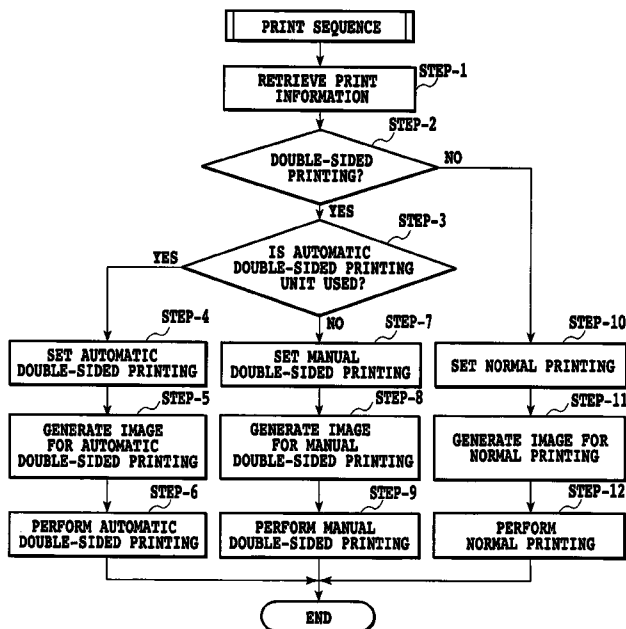 PRINT SEQUENCE
STEP-1
RETRIEVE PRINT
INFORMATION
STEP-2
DOUBLE-SIDED
PRINTING?
NO
YES
STEP-3
IS AUTOMATIC
DOUBLE-SIDED PRINTING
UNIT USED?
YES
NO
STEP-4
SET AUTOMATIC
DOUBLE-SIDED PRINTING
STEP-7
SET MANUAL
DOUBLE-SIDED PRINTING
STEP-10
SET NORMAL PRINTING
STEP-5
GENERATE IMAGE
FOR AUTOMATIC
DOUBLE-SIDED PRINTING
STEP-8
GENERATE IMAGE
FOR MANUAL
DOUBLE-SIDED PRINTING
STEP-11
GENERATE IMAGE FOR
NORMAL PRINTING
STEP-6
PERFORM AUTOMATIC
DOUBLE-SIDED PRINTING
STEP-9
PERFORM MANUAL
DOUBLE-SIDED PRINTING
STEP-12
PERFORM
NORMAL PRINTING
END